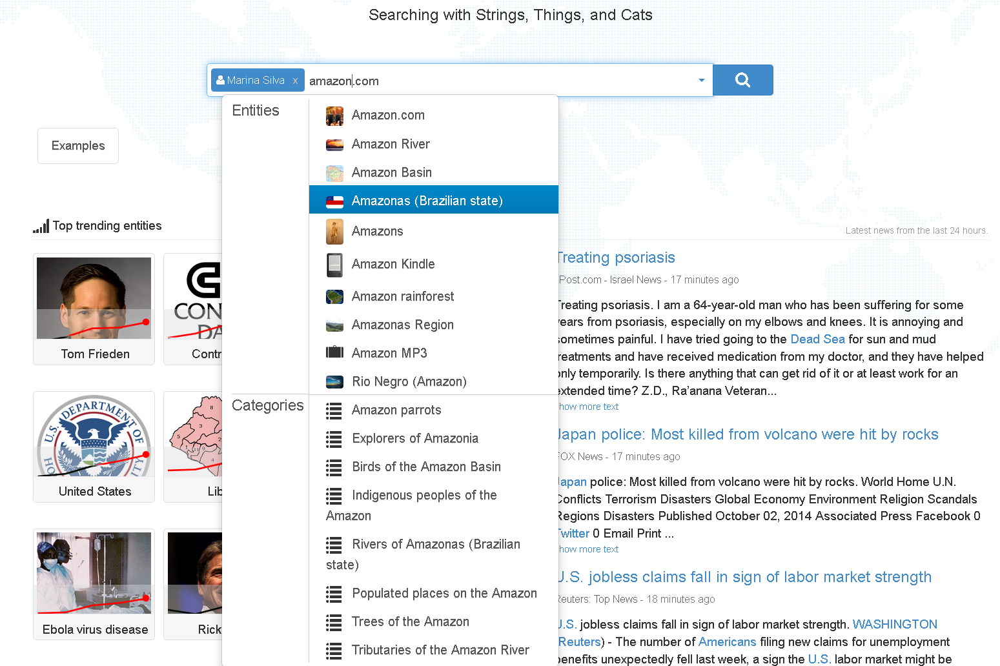 Searching with Strings, Things, and Cats
Marina Silva x amazon.com
Examples
Entities
Amazon.com
Amazon River
Amazon Basin
Amazonas (Brazilian state)
Amazons
Amazon Kindle
Amazon rainforest
Amazonas Region
Amazon MP3
Rio Negro (Amazon)
Categories
Amazon parrots
Explorers of Amazonia
Birds of the Amazon Basin
Indigenous peoples of the
Amazon
Rivers of Amazonas (Brazilian
state)
Populated places on the Amazon
Trees of the Amazon
Tributaries of the Amazon River
Top trending entities
Tom Frieden
CON
DA
Contr
U.S. DEPARTMENT OF
United States
8
3
5
4
1 11 9
Lib
Ebola virus disease
Rick
Latest news from the last 24 hours.
Treating psoriasis
Post.com - Israel News - 17 minutes ago
Treating psoriasis. I am a 64-year-old man who has been suffering for some
years from psoriasis, especially on my elbows and knees. It is annoying and
sometimes painful. I have tried going to the Dead Sea for sun and mud
treatments and have received medication from my doctor, and they have helped
only temporarily. Is there anything that can get rid of it or at least work for an
extended time? Z.D., Ra’anana Veteran...
how more text
Japan police: Most killed from volcano were hit by rocks
FOX News - 17 minutes ago
Japan police: Most killed from volcano were hit by rocks. World Home U.N.
Conflicts Terrorism Disasters Global Economy Environment Religion Scandals
Regions Disasters Published October 02, 2014 Associated Press Facebook 0
Twitter 0 Email Print ...
how more text
U.S. jobless claims fall in sign of labor market strength
Reuters: Top News - 18 minutes ago
U.S. jobless claims fall in sign of labor market strength. WASHINGTON
(Reuters) - The number of Americans filing new claims for unemployment
benefits unexpectedly fell last week, a sign the U.S. labor market might be